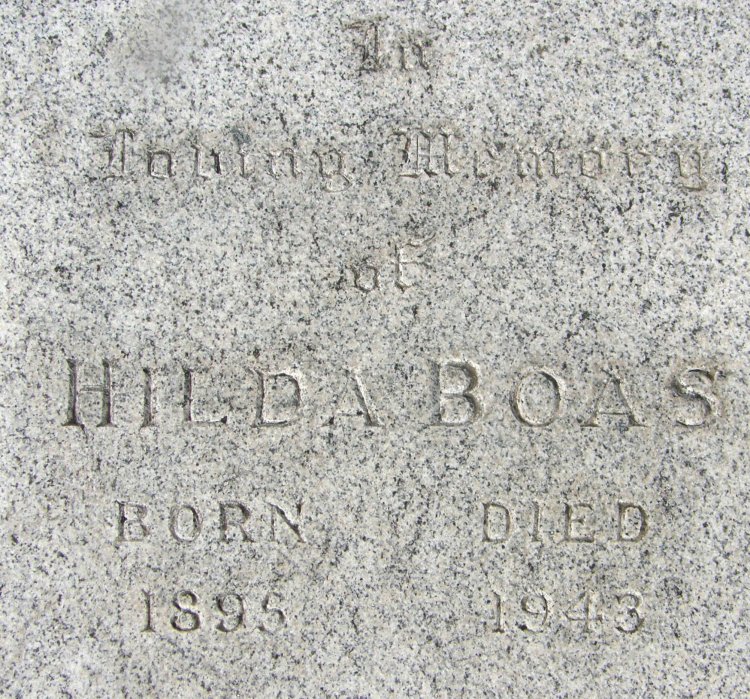 In
Loving Memory
of
HILDA BOAS
BORN DIED
1895 1943